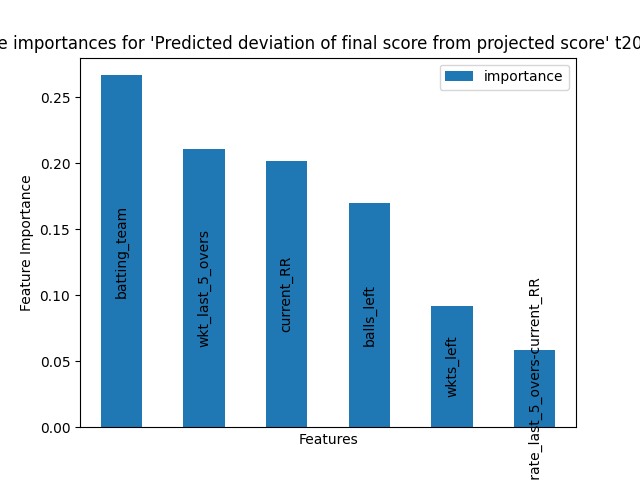 e importances for 'Predicted deviation of final score from projected score' t20
importance
Feature Importance
0.25
0.20
0.15
0.10
0.05
0.00
batting_team
wkt_last_5_overs
current_RR
balls_left
wkts_left
rate_last_5_overs-current_RR
Features